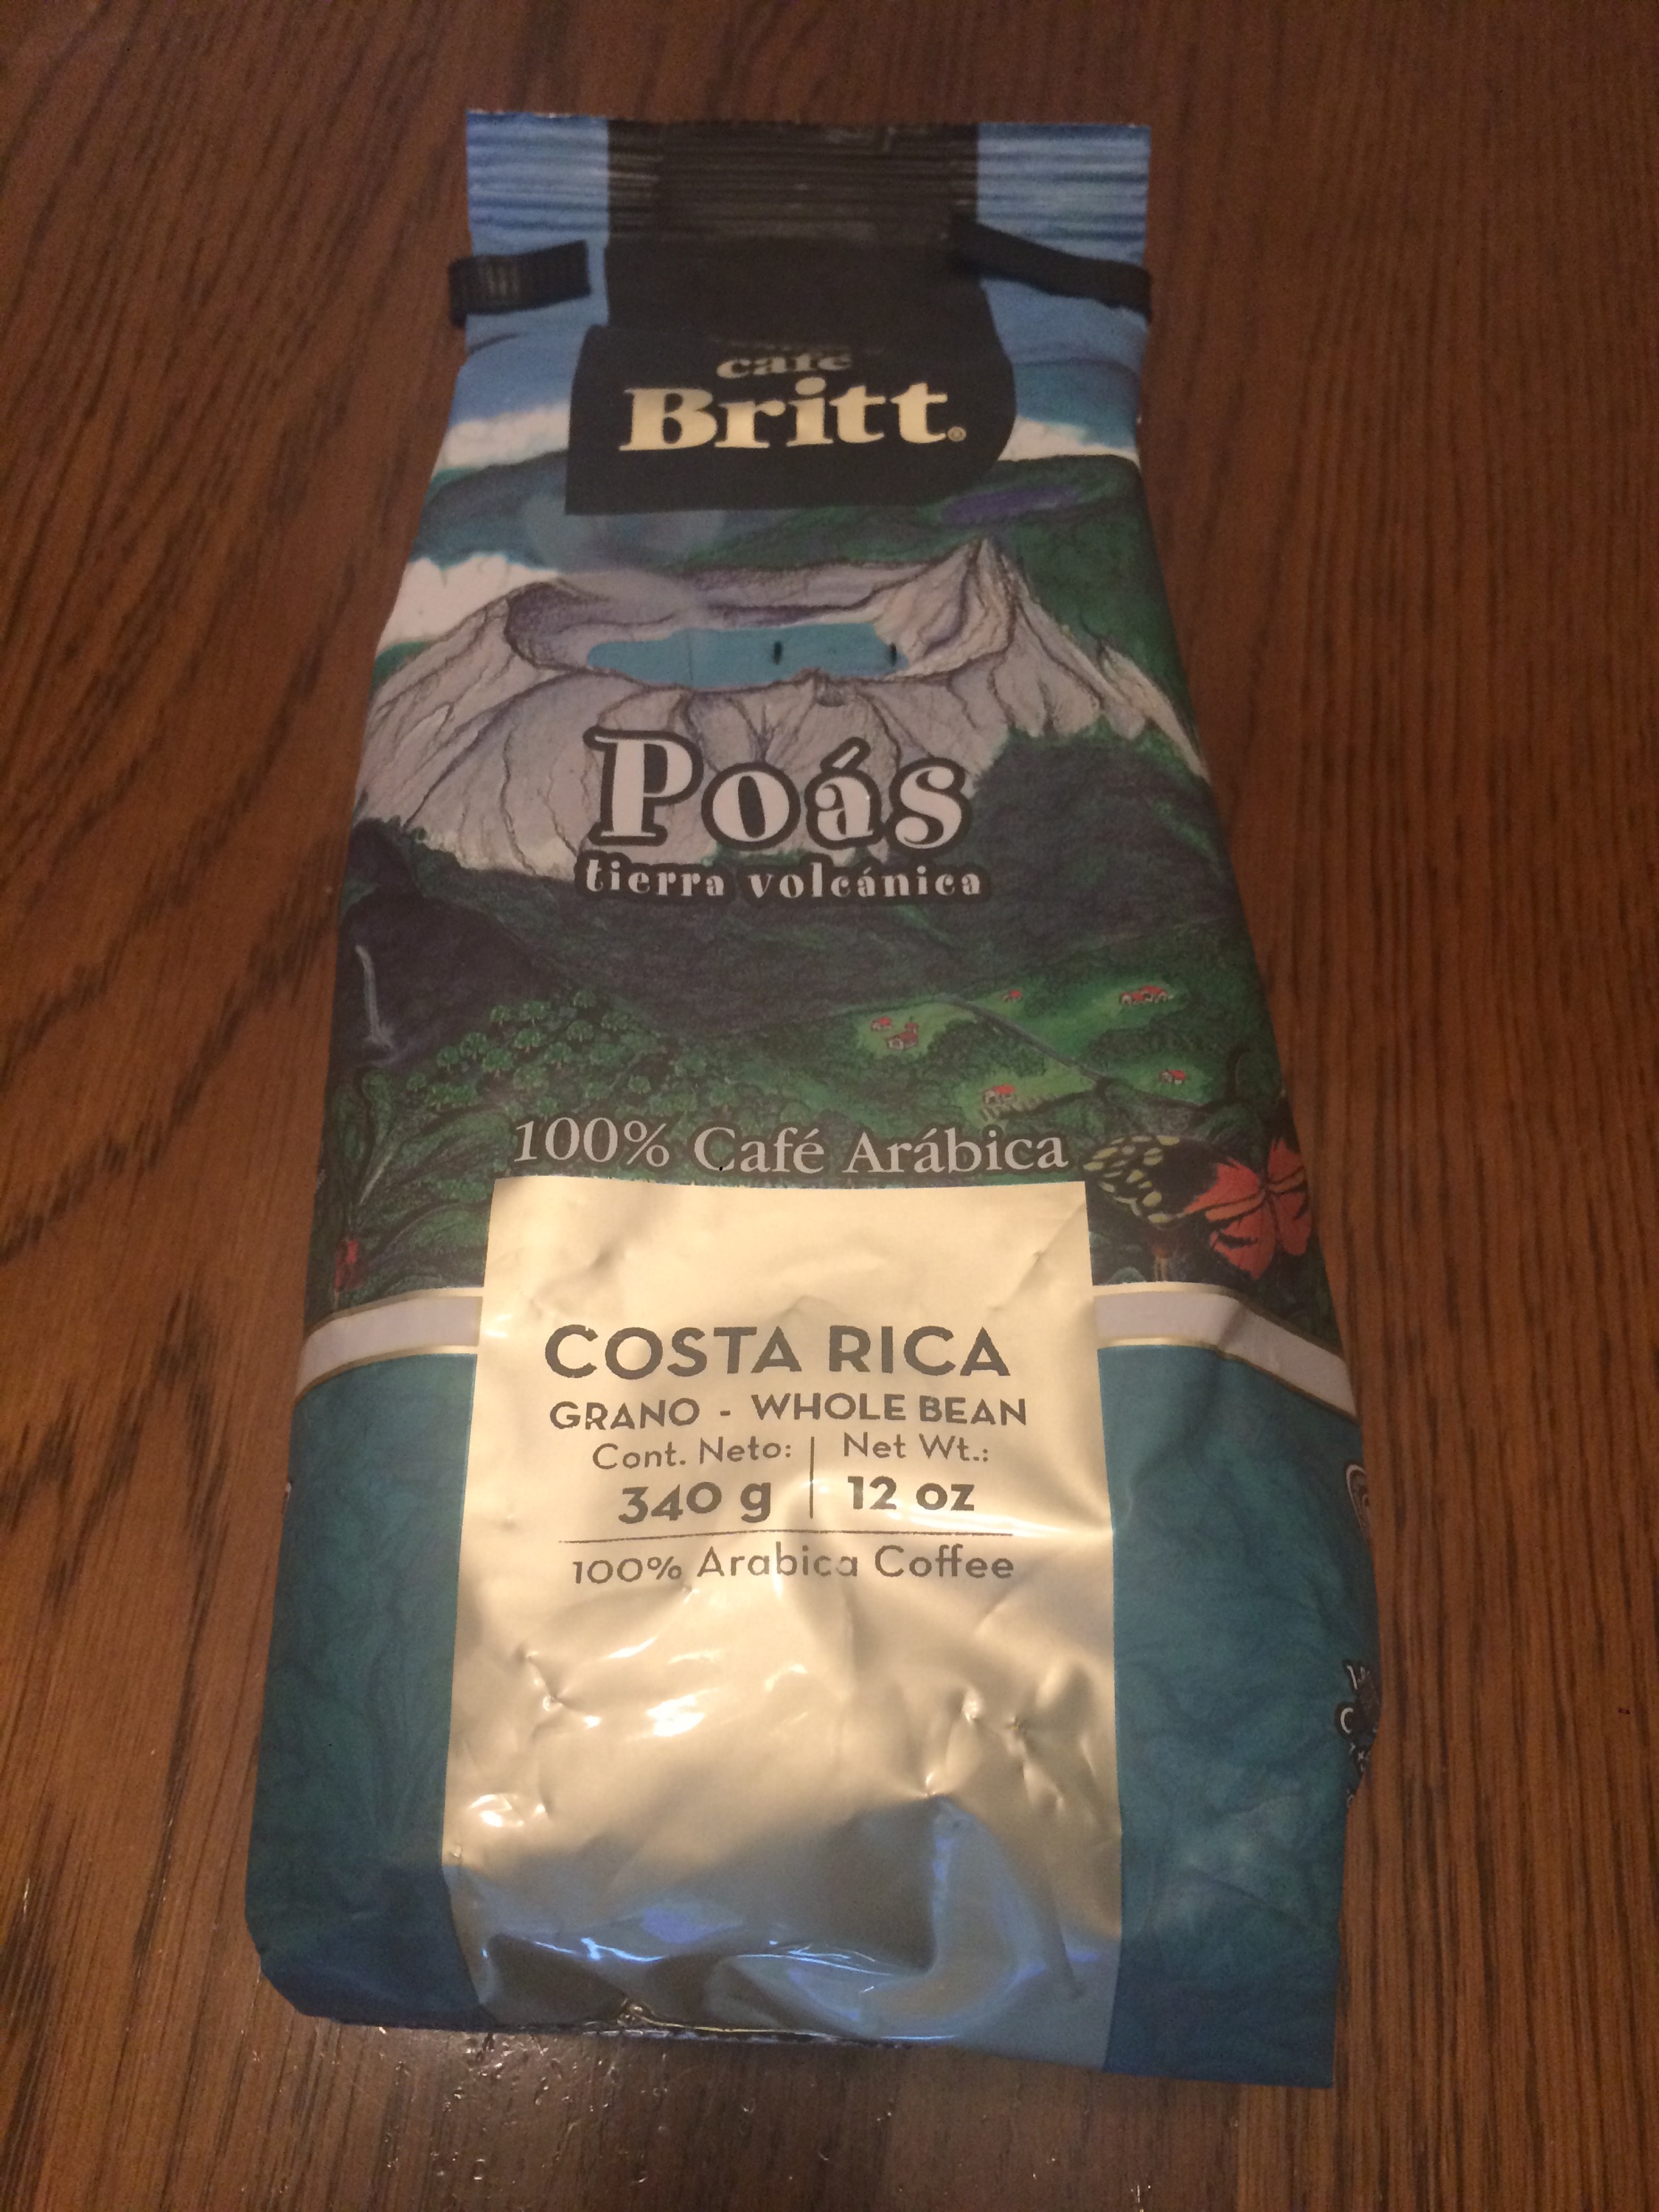 café
Britt®
Poás
tierra volcánica
100% Café Arábica
COSTA RICA
GRANO - WHOLE BEAN
Cont. Neto: | Net Wt.:
340 g | 12 oz
100% Arabica Coffee